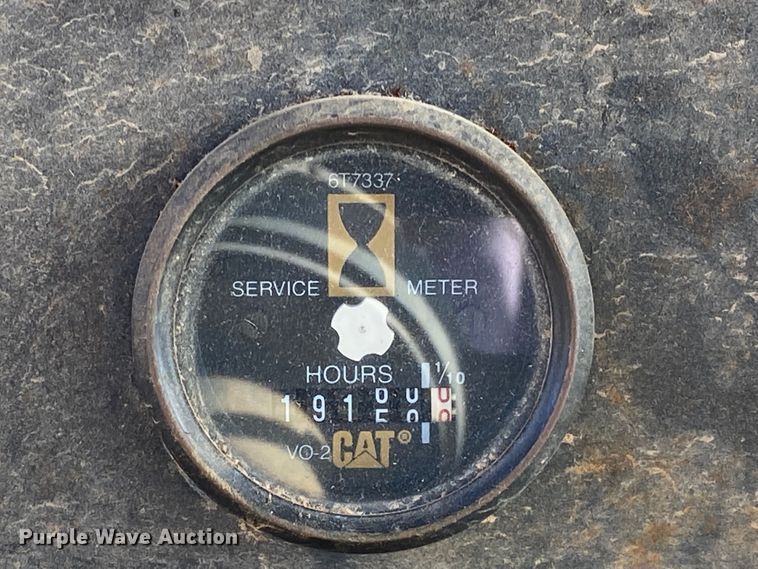 6T7337
SERVICE METER
HOURS 1/10
191
VO-2 CAT®
Purple Wave Auction®